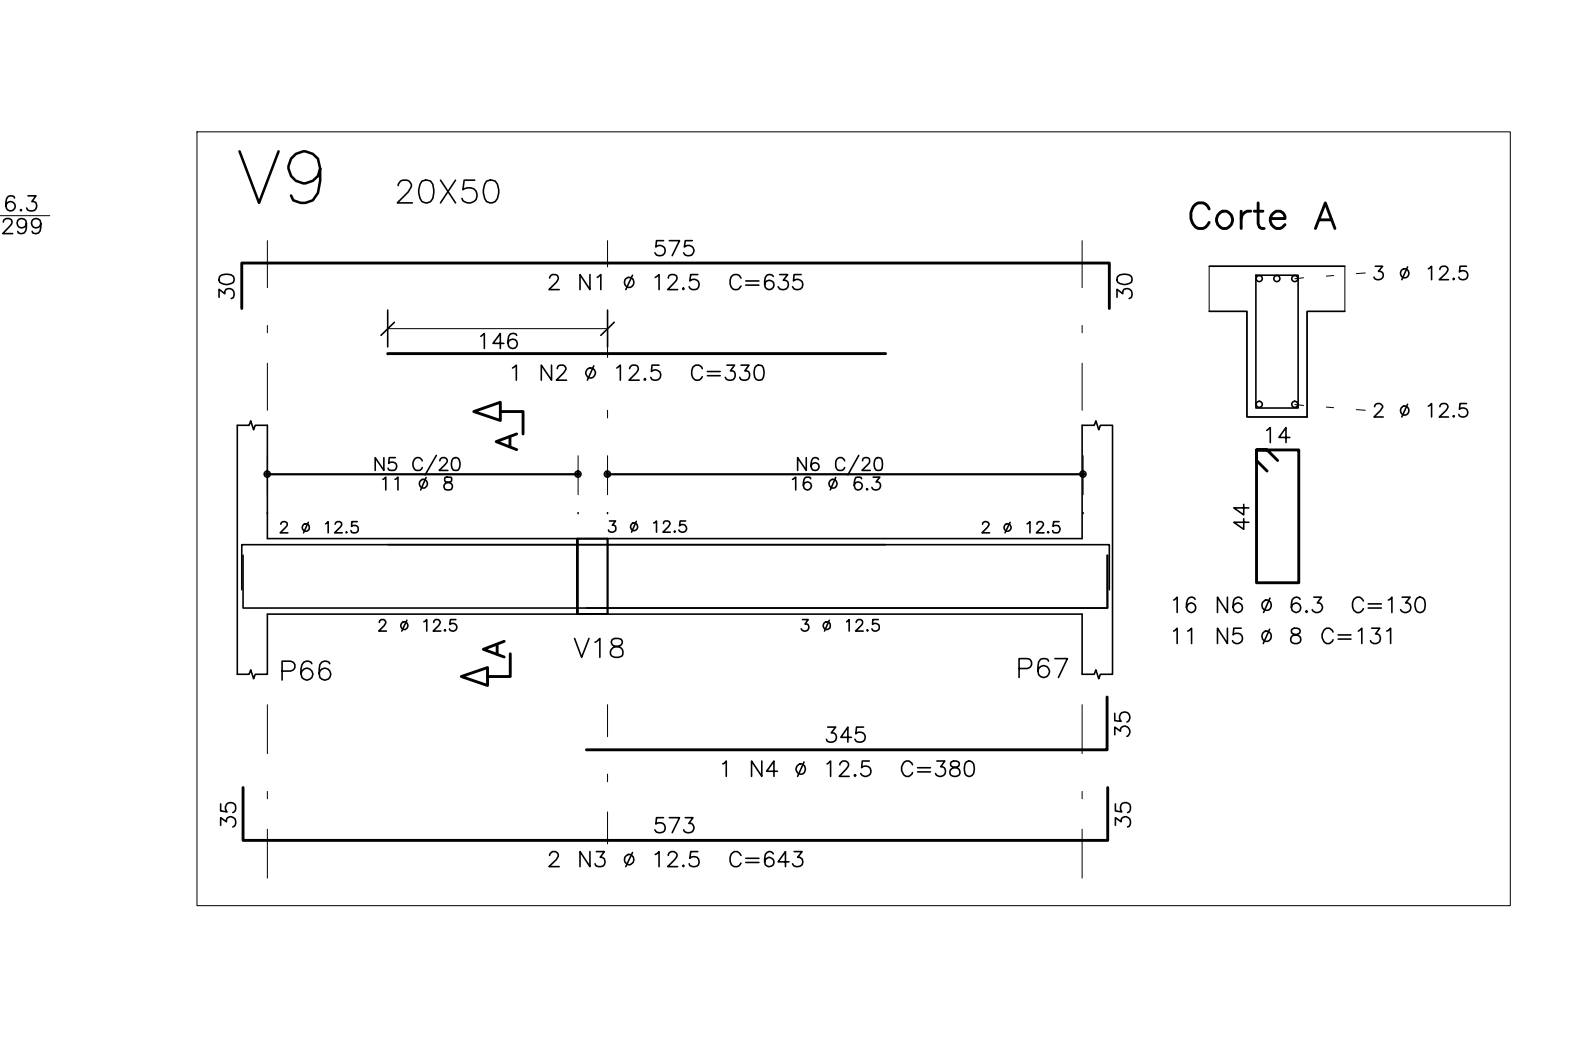 6.3
299
V9
20X50
Corte A
575
30
2 N1 ø 12.5 C=635
30
3 ø 12.5
146
1 N2 ø 12.5 C=330
2 ø 12.5
A
14
N5 C/20
11 ø 8
N6 C/20
16 ø 6.3
44
2 ø 12.5
3 ø 12.5
2 ø 12.5
16 N6 ø 6.3 C=130
11 N5 ø 8 C=131
2 ø 12.5
3 ø 12.5
A
V18
P66
P67
345
35
1 N4 ø 12.5 C=380
573
35
2 N3 ø 12.5 C=643
35